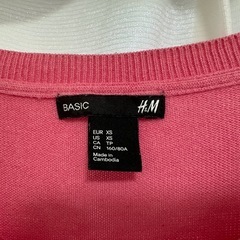 BASIC H&M
EUR XS
US XS
CA TP
CN 160/80A
Made in
Cambodia